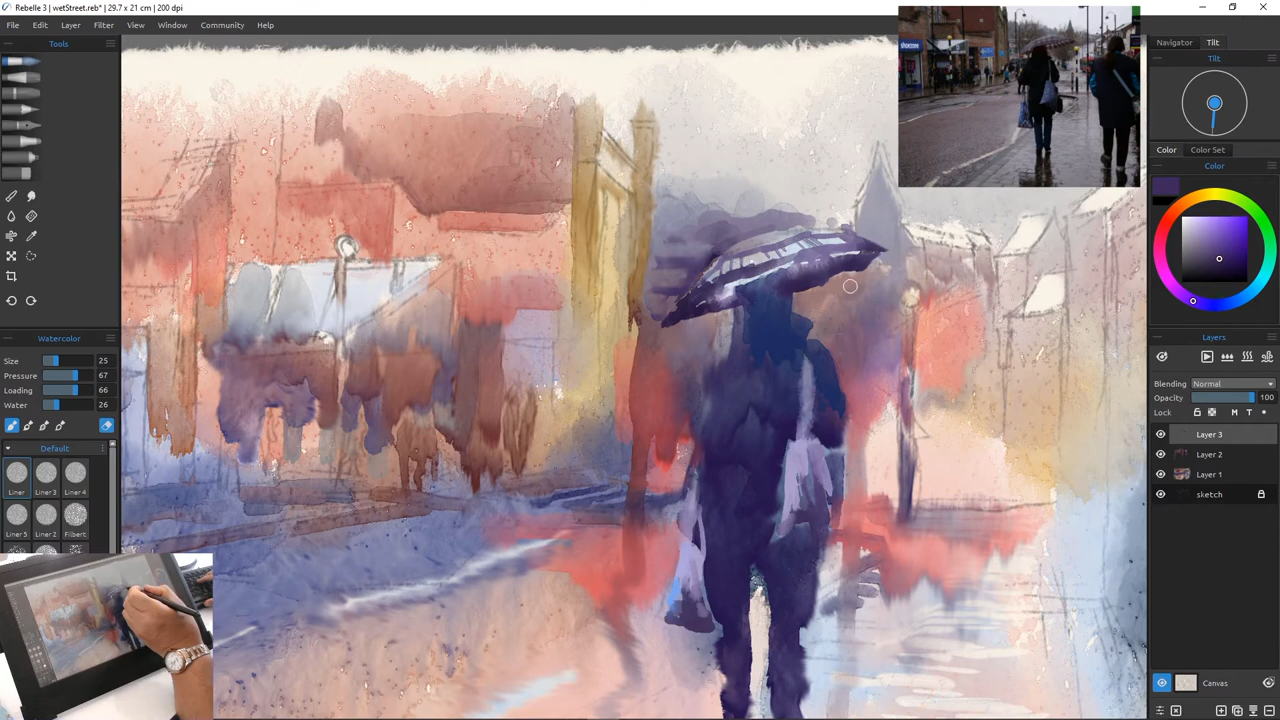 Rebelle 3 | wetStreet.reb* | 29.7 x 21 cm | 200 dpi
File Edit Layer Filter View Window Community Help
Tools
Watercolor
Size 25
Pressure 67
Loading 66
Water 26
Default
Liner Liner 3 Liner 4
Liner 5 Liner 2 Filbert
shoezone
Navigator Tilt
Tilt
Color Color Set
Color
Layers
Blending Normal
Opacity 100
Lock M T
Layer 3
Layer 2
Layer 1
sketch
Canvas